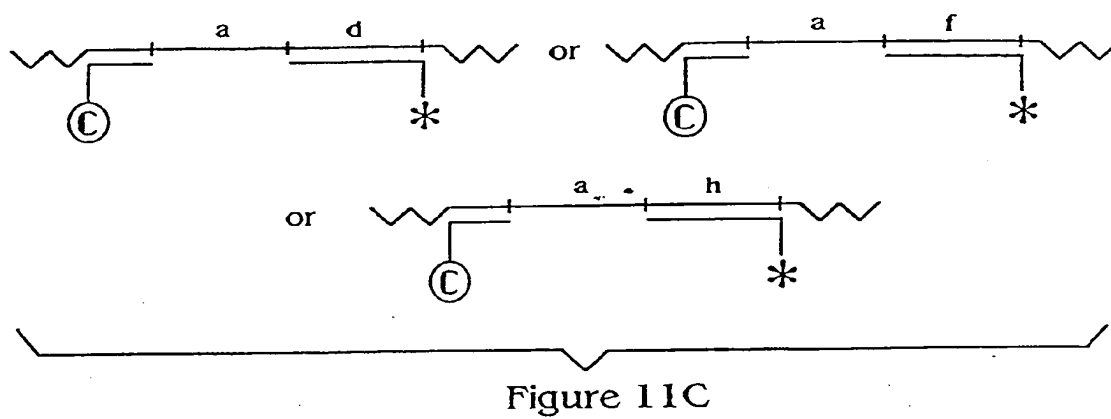 a d or a f
Ⓒ * Ⓒ *
or a h
Ⓒ *
Figure 11C